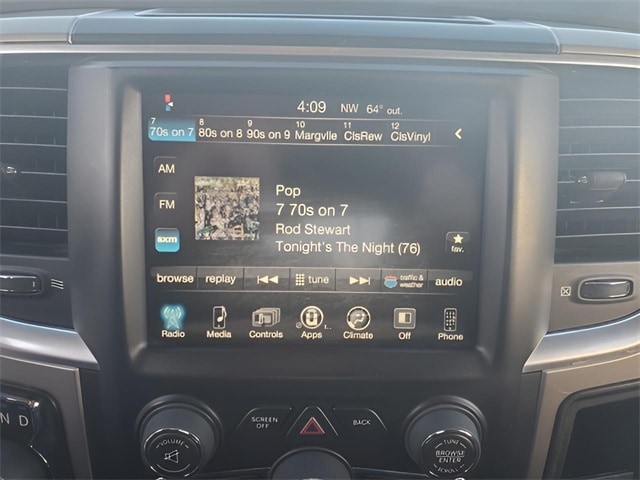 4:09 NW 64° out.
7 8 9 10 11 12
70s on 7 80s on 8 90s on 9 Margvlle ClsRew ClsVinyl
AM
FM
sxm
Pop
7 70s on 7
Rod Stewart
Tonight's The Night (76)
fav.
browse replay tune traffic & weather audio
Radio Media Controls Apps Climate Off Phone
N D
VOLUME
SCREEN OFF
BACK
TUNE
BROWSE
ENTER
SCROLL